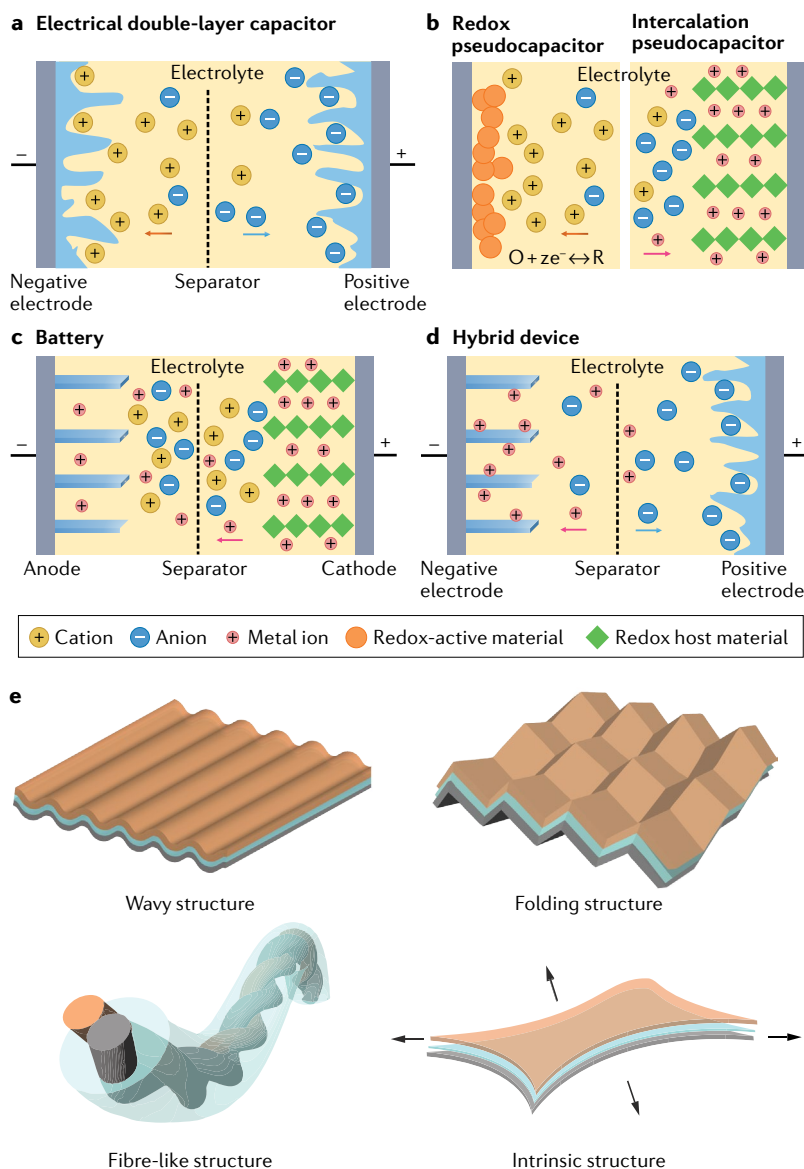 a Electrical double-layer capacitor
Electrolyte
−
+
Negative
electrode
Separator
Positive
electrode
b Redox
pseudocapacitor
Intercalation
pseudocapacitor
Electrolyte
O + ze⁻ ↔ R
c Battery
Electrolyte
−
+
Anode
Separator
Cathode
d Hybrid device
Electrolyte
−
+
Negative
electrode
Separator
Positive
electrode
Cation Anion Metal ion Redox-active material Redox host material
e
Wavy structure
Folding structure
Fibre-like structure
Intrinsic structure